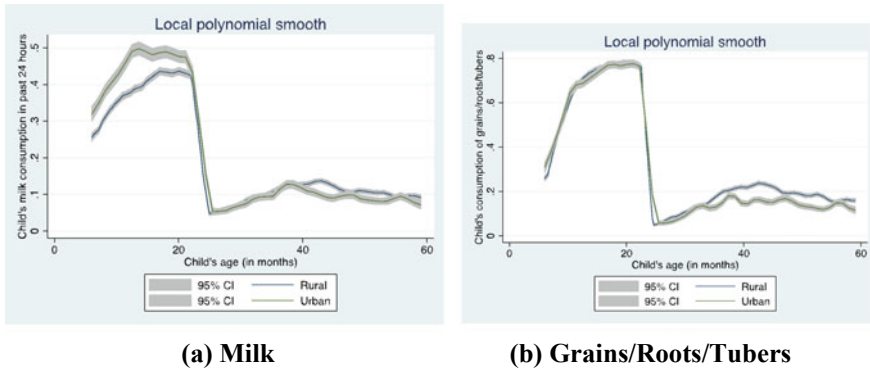 Local polynomial smooth
Child's milk consumption in past 24 hours
.5
.4
.3
.2
.1
0
0 20 40 60
Child's age (in months)
95% CI Rural
95% CI Urban
(a) Milk
Local polynomial smooth
Child's consumption of grains/roots/tubers
.8
.6
.4
.2
0
0 20 40 60
Child's age (in months)
95% CI Rural
95% CI Urban
(b) Grains/Roots/Tubers